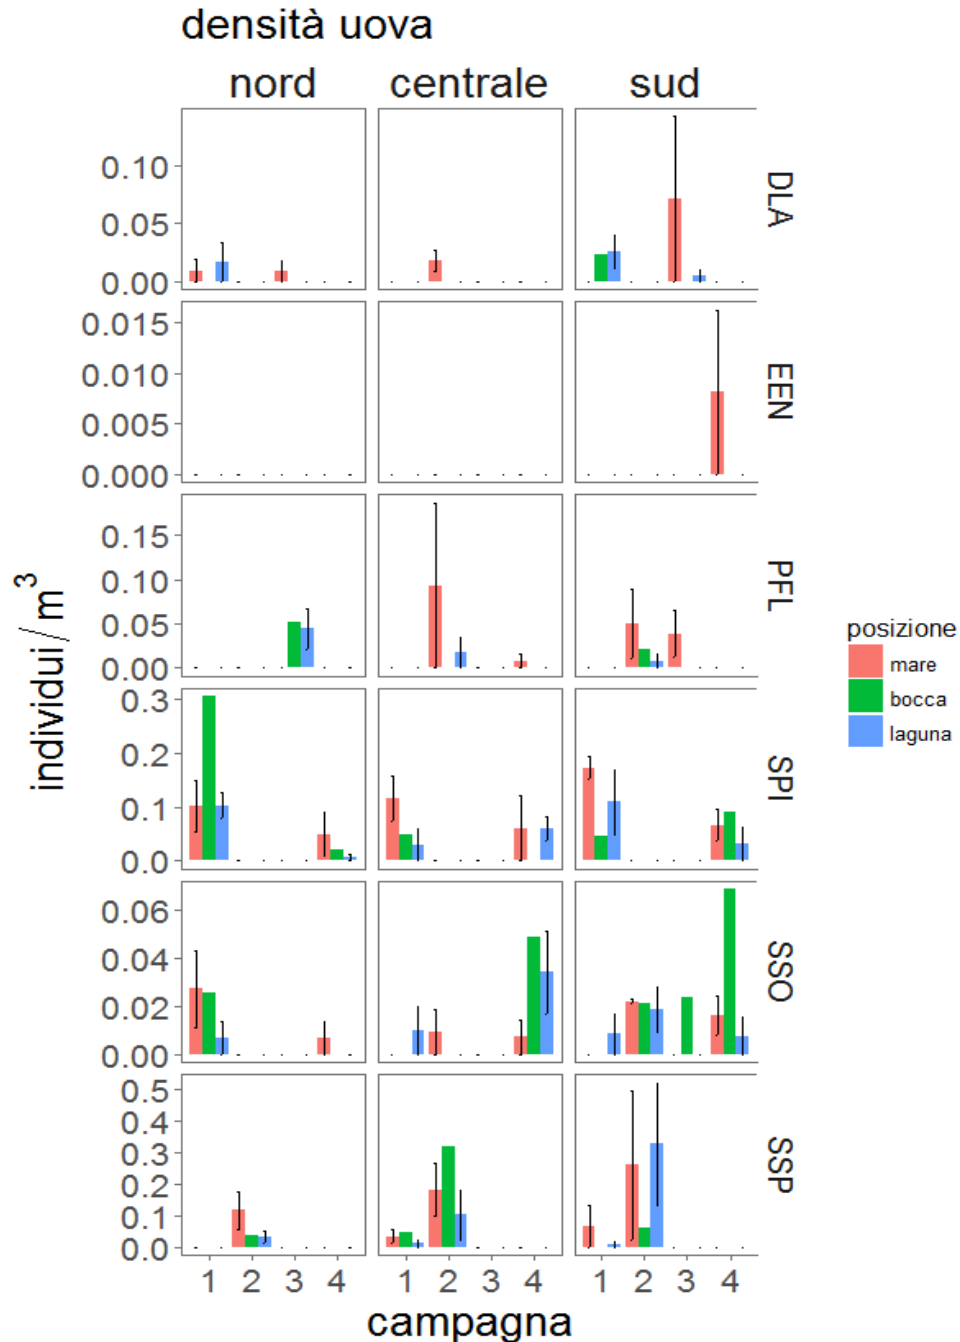 densità uova
nord centrale sud
0.10
0.05
0.00
DLA
0.015
0.010
0.005
0.000
EEN
0.15
0.10
0.05
0.00
PFL
0.3
0.2
0.1
0.0
SPI
0.06
0.04
0.02
0.00
SSO
0.5
0.4
0.3
0.2
0.1
0.0
SSP
1 2 3 4 1 2 3 4 1 2 3 4
campagna
individui / m³
posizione
mare
bocca
laguna